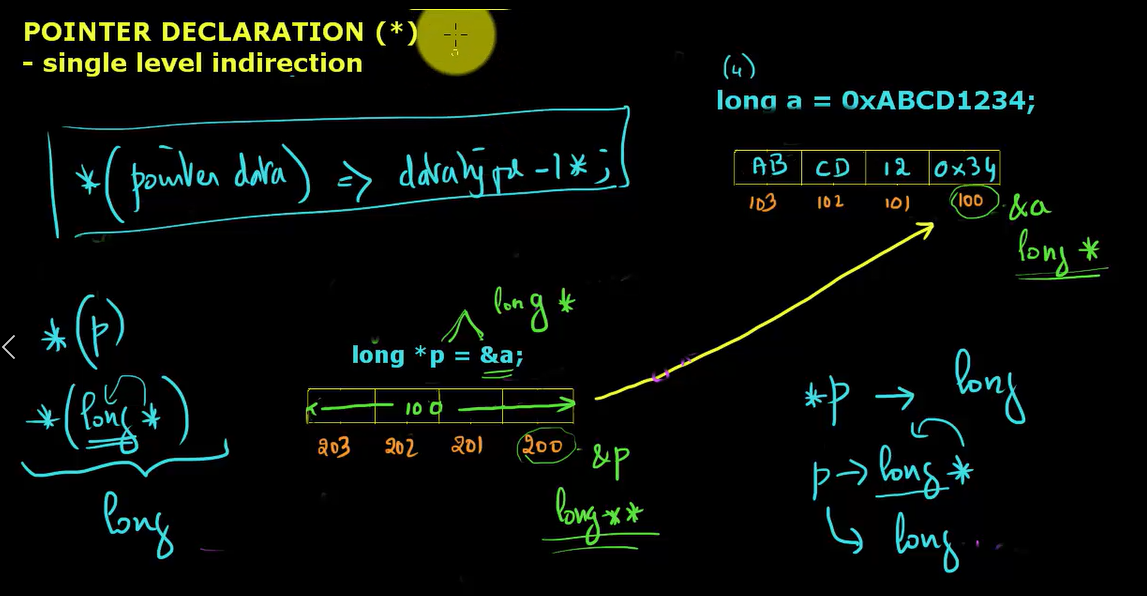 POINTER DECLARATION (*)
- single level indirection
(4)
long a = 0xABCD1234;
*(pointer data) => datatype -1*;
AB CD 12 0x34
103 102 101 100 &a
long *
*(p)
*(long *)
long
long *
long *p = &a;
100
203 202 201 200 &p
long **
*p → long
p → long *
long